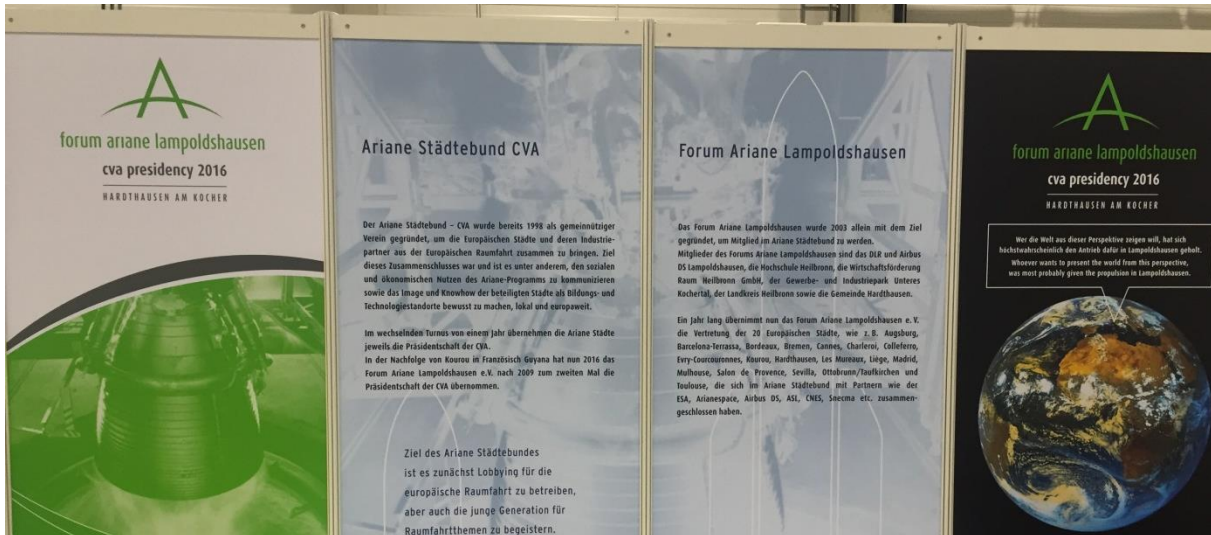 forum ariane lampoldshausen
cva presidency 2016
HARDTHAUSEN AM KOCHER
Ariane Städtebund CVA
Der Ariane Städtebund – CVA wurde bereits 1998 als gemeinnütziger
Verein gegründet, um die Europäischen Städte und deren Industrie-
partner aus der Europäischen Raumfahrt zusammen zu bringen. Ziel
dieses Zusammenschlusses war und ist es unter anderem, den sozialen
und ökonomischen Nutzen des Ariane-Programms zu kommunizieren
sowie das Image und Knowhow der beteiligten Städte als Bildungs- und
Technologiestandorte bewusst zu machen, lokal und europaweit.
Im wechselnden Turnus von einem Jahr übernehmen die Ariane Städte
jeweils die Präsidentschaft der CVA.
In der Nachfolge von Kourou in Französisch Guyana hat nun 2016 das
Forum Ariane Lampoldshausen e.V. nach 2009 zum zweiten Mal die
Präsidentschaft der CVA übernommen.
Ziel des Ariane Städtebundes
ist es zunächst Lobbying für die
europäische Raumfahrt zu betreiben,
aber auch die junge Generation für
Raumfahrtthemen zu begeistern.
Forum Ariane Lampoldshausen
Das Forum Ariane Lampoldshausen wurde 2003 allein mit dem Ziel
gegründet, um Mitglied im Ariane Städtebund zu werden.
Mitglieder des Forums Ariane Lampoldshausen sind das DLR und Airbus
DS Lampoldshausen, die Hochschule Heilbronn, die Wirtschaftsförderung
Raum Heilbronn GmbH, der Gewerbe- und Industriepark Unteres
Kochertal, der Landkreis Heilbronn sowie die Gemeinde Hardthausen.
Ein Jahr lang übernimmt nun das Forum Ariane Lampoldshausen e. V.
die Vertretung der 20 Europäischen Städte, wie z. B. Augsburg,
Barcelona-Terrassa, Bordeaux, Bremen, Cannes, Charleroi, Colleferro,
Evry-Courcouronnes, Kourou, Hardthausen, Les Mureaux, Liège, Madrid,
Mulhouse, Salon de Provence, Sevilla, Ottobrunn/Taufkirchen und
Toulouse, die sich im Ariane Städtebund mit Partnern wie der
ESA, Arianespace, Airbus DS, ASL, CNES, Snecma etc. zusammen-
geschlossen haben.
forum ariane lampoldshausen
cva presidency 2016
HARDTHAUSEN AM KOCHER
Wer die Welt aus dieser Perspektive zeigen will, hat sich
höchstwahrscheinlich den Antrieb dafür in Lampoldshausen geholt.
Whoever wants to present the world from this perspective,
was most probably given the propulsion in Lampoldshausen.